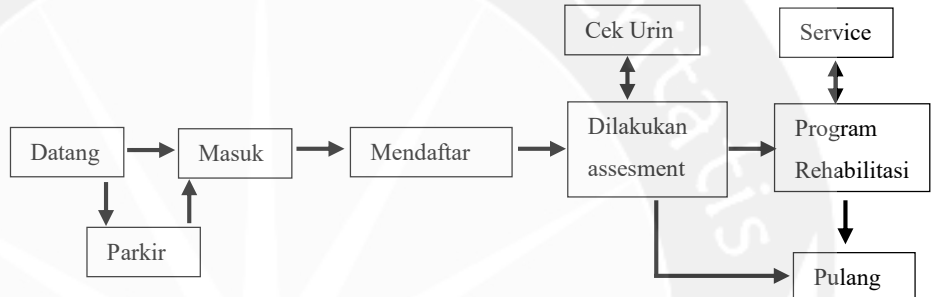 Cek Urin
Service
Datang
Masuk
Mendaftar
Dilakukan
assesment
Program
Rehabilitasi
Parkir
Pulang